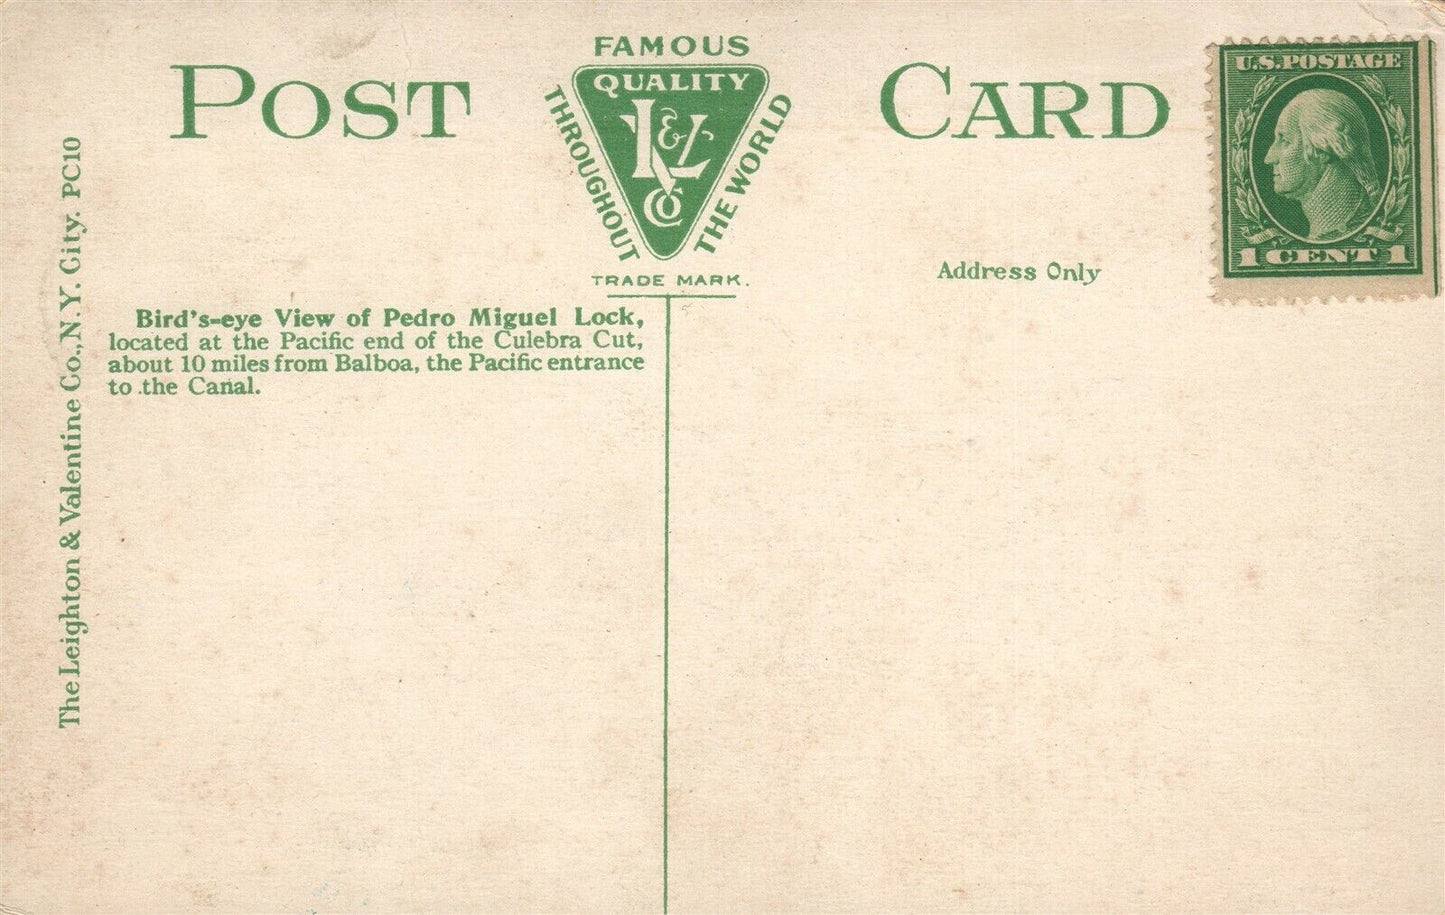 POST CARD
FAMOUS
QUALITY
THROUGHOUT
THE WORLD
L & V
Co
TRADE MARK.
U.S. POSTAGE
1 CENT 1
Address Only
Bird's-eye View of Pedro Miguel Lock,
located at the Pacific end of the Culebra Cut,
about 10 miles from Balboa, the Pacific entrance
to the Canal.
The Leighton & Valentine Co., N.Y. City. PC10